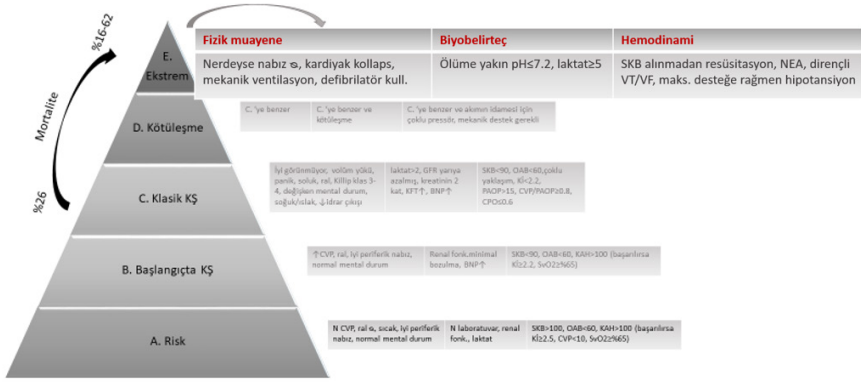 %16-62
Mortalite
%26
E.
Ekstrem
D. Kötüleşme
C. Klasik KŞ
B. Başlangıçta KŞ
A. Risk
Fizik muayene
Biyobelirteç
Hemodinami
Nerdeyse nabız ᴓ, kardiyak kollaps,
mekanik ventilasyon, defibrilatör kull.
Ölüme yakın pH≤7.2, laktat≥5
SKB alınmadan resüsitasyon, NEA, dirençli
VT/VF, maks. desteğe rağmen hipotansiyon
C. 'ye benzer
C. 'ye benzer ve
kötüleşme
C. 'ye benzer ve akımın idamesi için
çoklu pressör, mekanik destek gerekli
İyi görünmüyor, volüm yükü,
panik, soluk, ral, Killip klas 3-
4, değişken mental durum,
soğuk/ıslak, ↓idrar çıkışı
laktat>2, GFR yarıya
azalmış, kreatinin 2
kat, KFT↑, BNP↑
SKB<90, OAB<60,çoklu
yaklaşım, Kİ<2.2,
PAOP>15, CVP/PAOP≥0.8,
CPO≤0.6
↑CVP, ral, iyi periferik nabız,
normal mental durum
Renal fonk.minimal
bozulma, BNP↑
SKB<90, OAB<60, KAH>100 (başarılırsa
Kİ≥2.2, SvO2≥%65)
N CVP, ral ᴓ, sıcak, iyi periferik
nabız, normal mental durum
N laboratuvar, renal
fonk., laktat
SKB>100, OAB<60, KAH>100 (başarılırsa
Kİ≥2.5, CVP<10, SvO2≥%65)